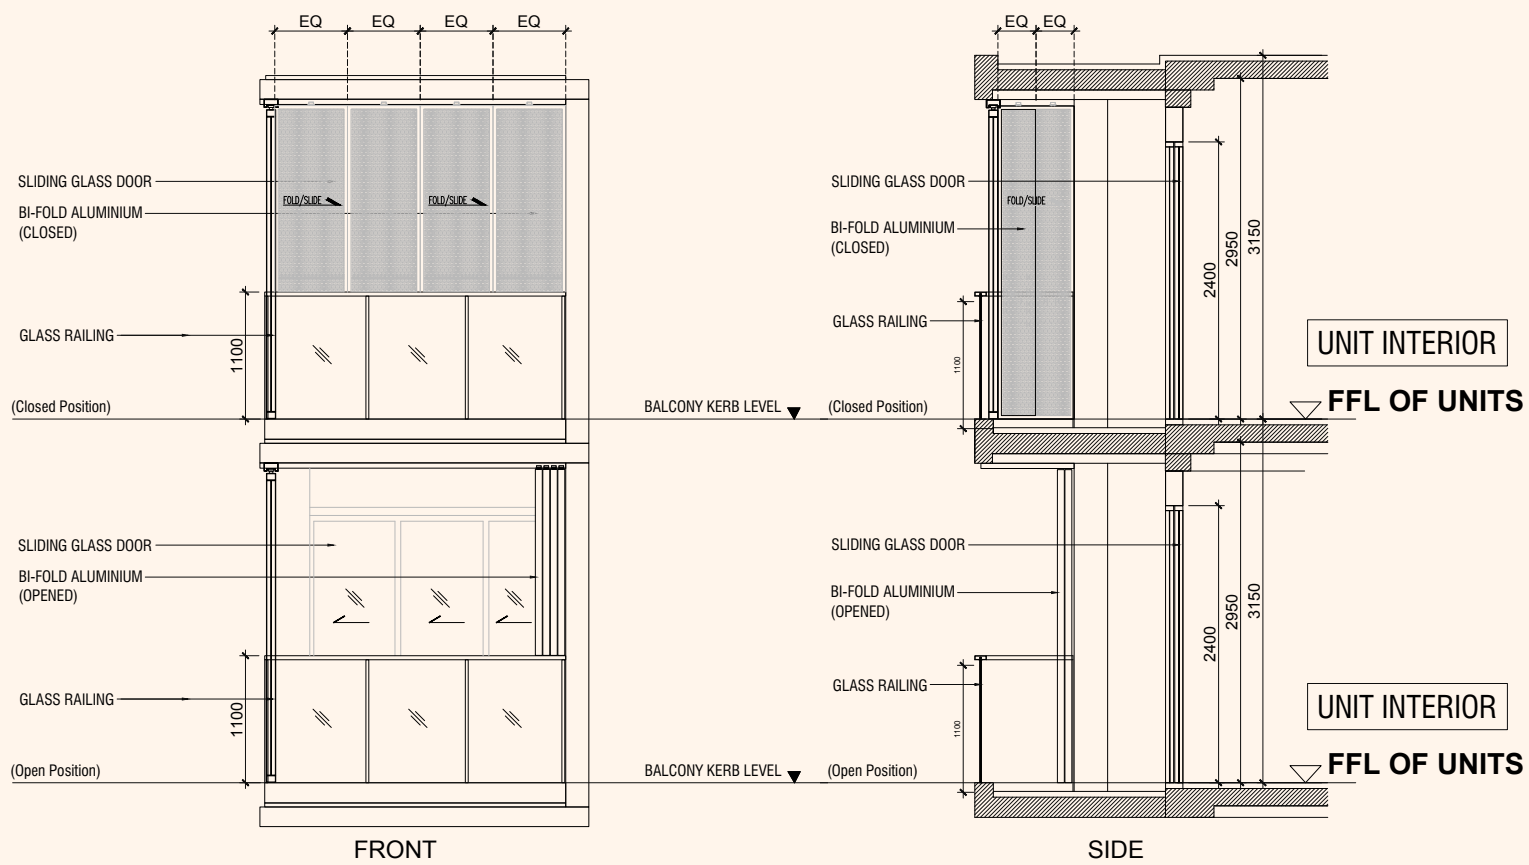 EQ EQ EQ EQ
SLIDING GLASS DOOR
FOLD/SLIDE FOLD/SLIDE
BI-FOLD ALUMINIUM
(CLOSED)
GLASS RAILING
1100
(Closed Position)
BALCONY KERB LEVEL
SLIDING GLASS DOOR
BI-FOLD ALUMINIUM
(OPENED)
GLASS RAILING
1100
(Open Position)
BALCONY KERB LEVEL
FRONT
EQ EQ
SLIDING GLASS DOOR
FOLD/SLIDE
BI-FOLD ALUMINIUM
(CLOSED)
2400
2950
3150
GLASS RAILING
1100
UNIT INTERIOR
(Closed Position)
FFL OF UNITS
SLIDING GLASS DOOR
BI-FOLD ALUMINIUM
(OPENED)
2400
2950
3150
GLASS RAILING
1100
UNIT INTERIOR
(Open Position)
FFL OF UNITS
SIDE